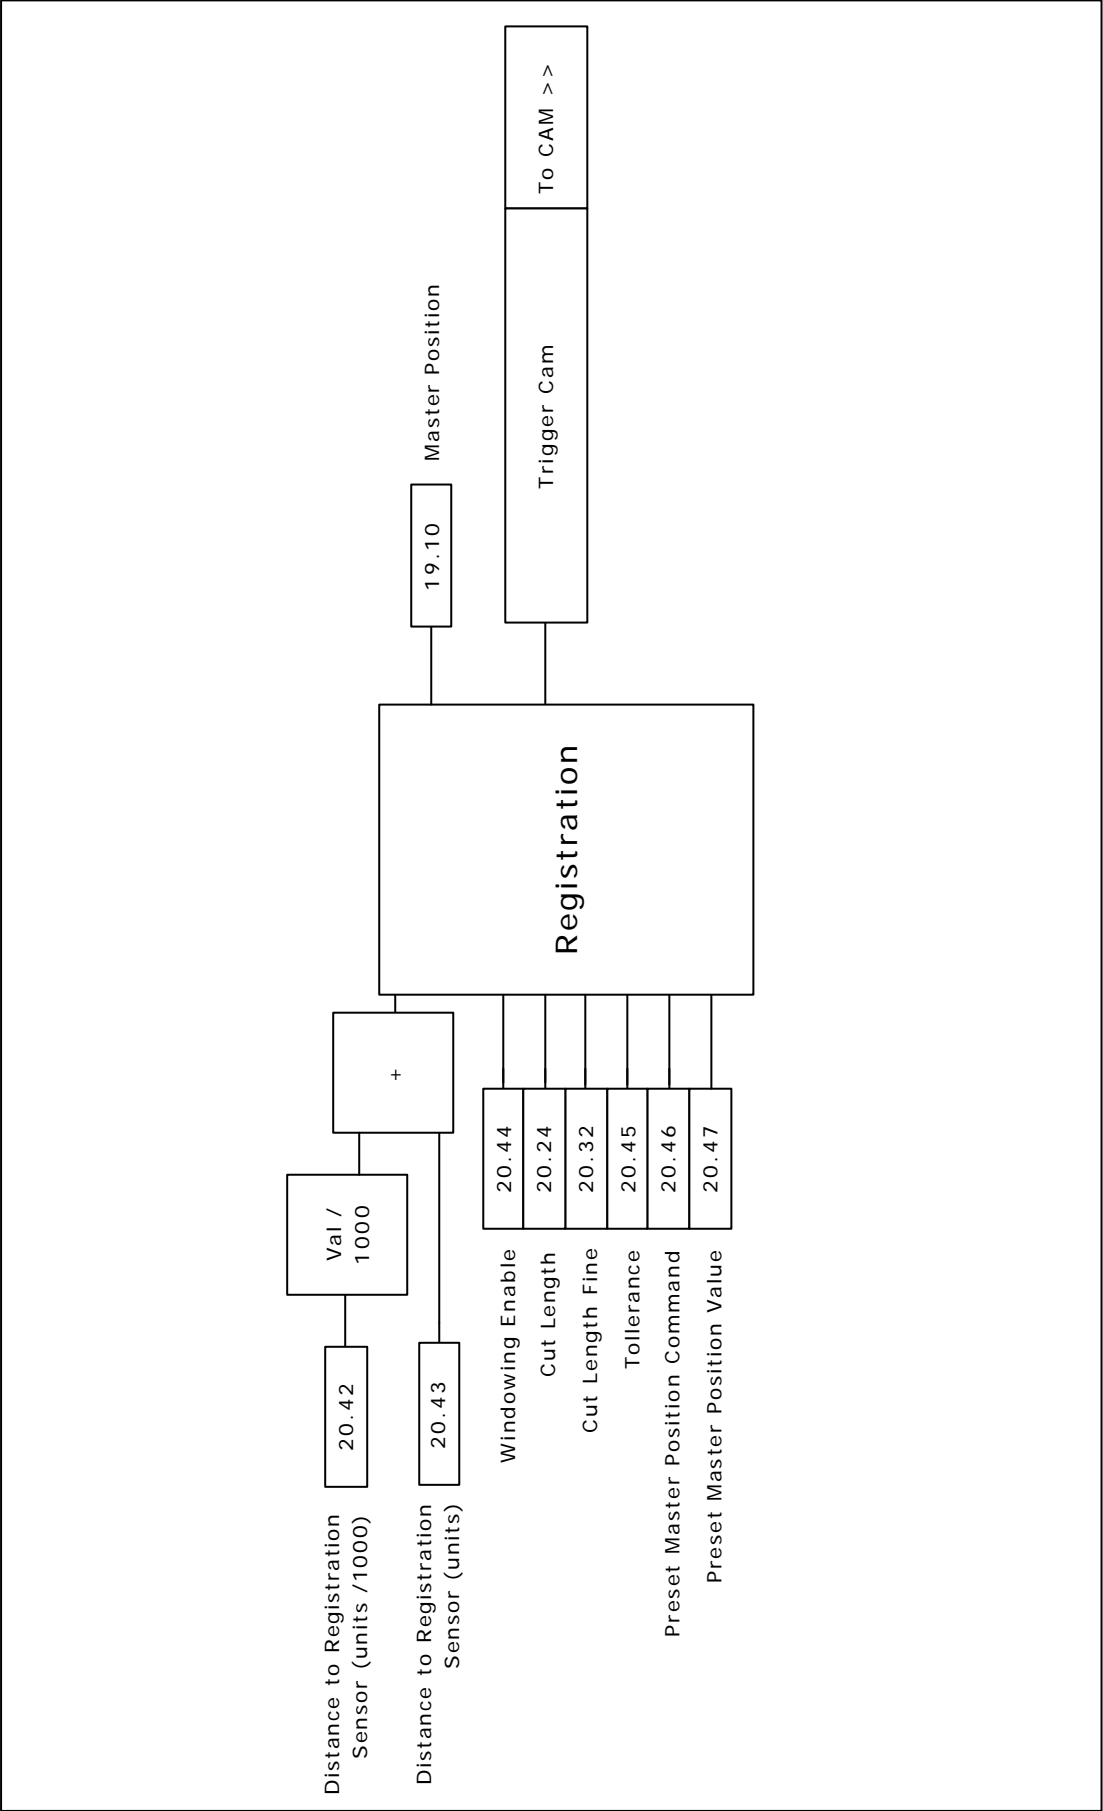 Distance to Registration
Sensor (units /1000)
20.42
Val /
1000
+
Distance to Registration
Sensor (units)
20.43
Windowing Enable
20.44
Cut Length
20.24
Cut Length Fine
20.32
Tollerance
20.45
Preset Master Position Command
20.46
Preset Master Position Value
20.47
Registration
19.10
Master Position
Trigger Cam
To CAM >>